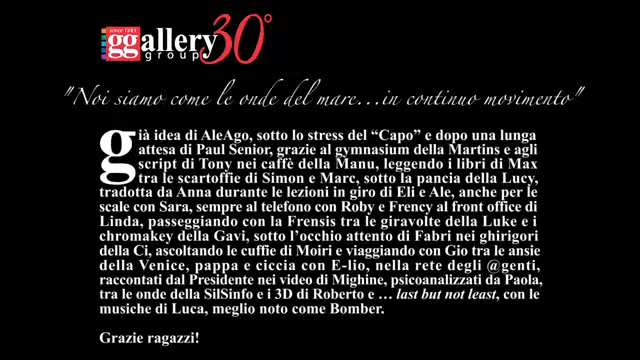 since 1985
ggallery
group
30°
"Noi siamo come le onde del mare...in continuo movimento"
già idea di AleAgo, sotto lo stress del “Capo” e dopo una lunga
attesa di Paul Senior, grazie al gymnasium della Martins e agli
script di Tony nei caffè della Manu, leggendo i libri di Max
tra le scartoffie di Simon e Marc, sotto la pancia della Lucy,
tradotta da Anna durante le lezioni in giro di Eli e Ale, anche per le
scale con Sara, sempre al telefono con Roby e Frency al front office di
Linda, passeggiando con la Frensis tra le giravolte della Luke e i
chromakey della Gavi, sotto l’occhio attento di Fabri nei ghirigori
della Ci, ascoltando le cuffie di Moiri e viaggiando con Gio tra le ansie
della Venice, pappa e ciccia con E-lio, nella rete degli @genti,
raccontati dal President nei video di Mighine, psicoanalizzati da Paola,
tra le onde della SilSinfo e i 3D di Roberto e … last but not least, con le
musiche di Luca, meglio noto come Bomber.
Grazie ragazzi!